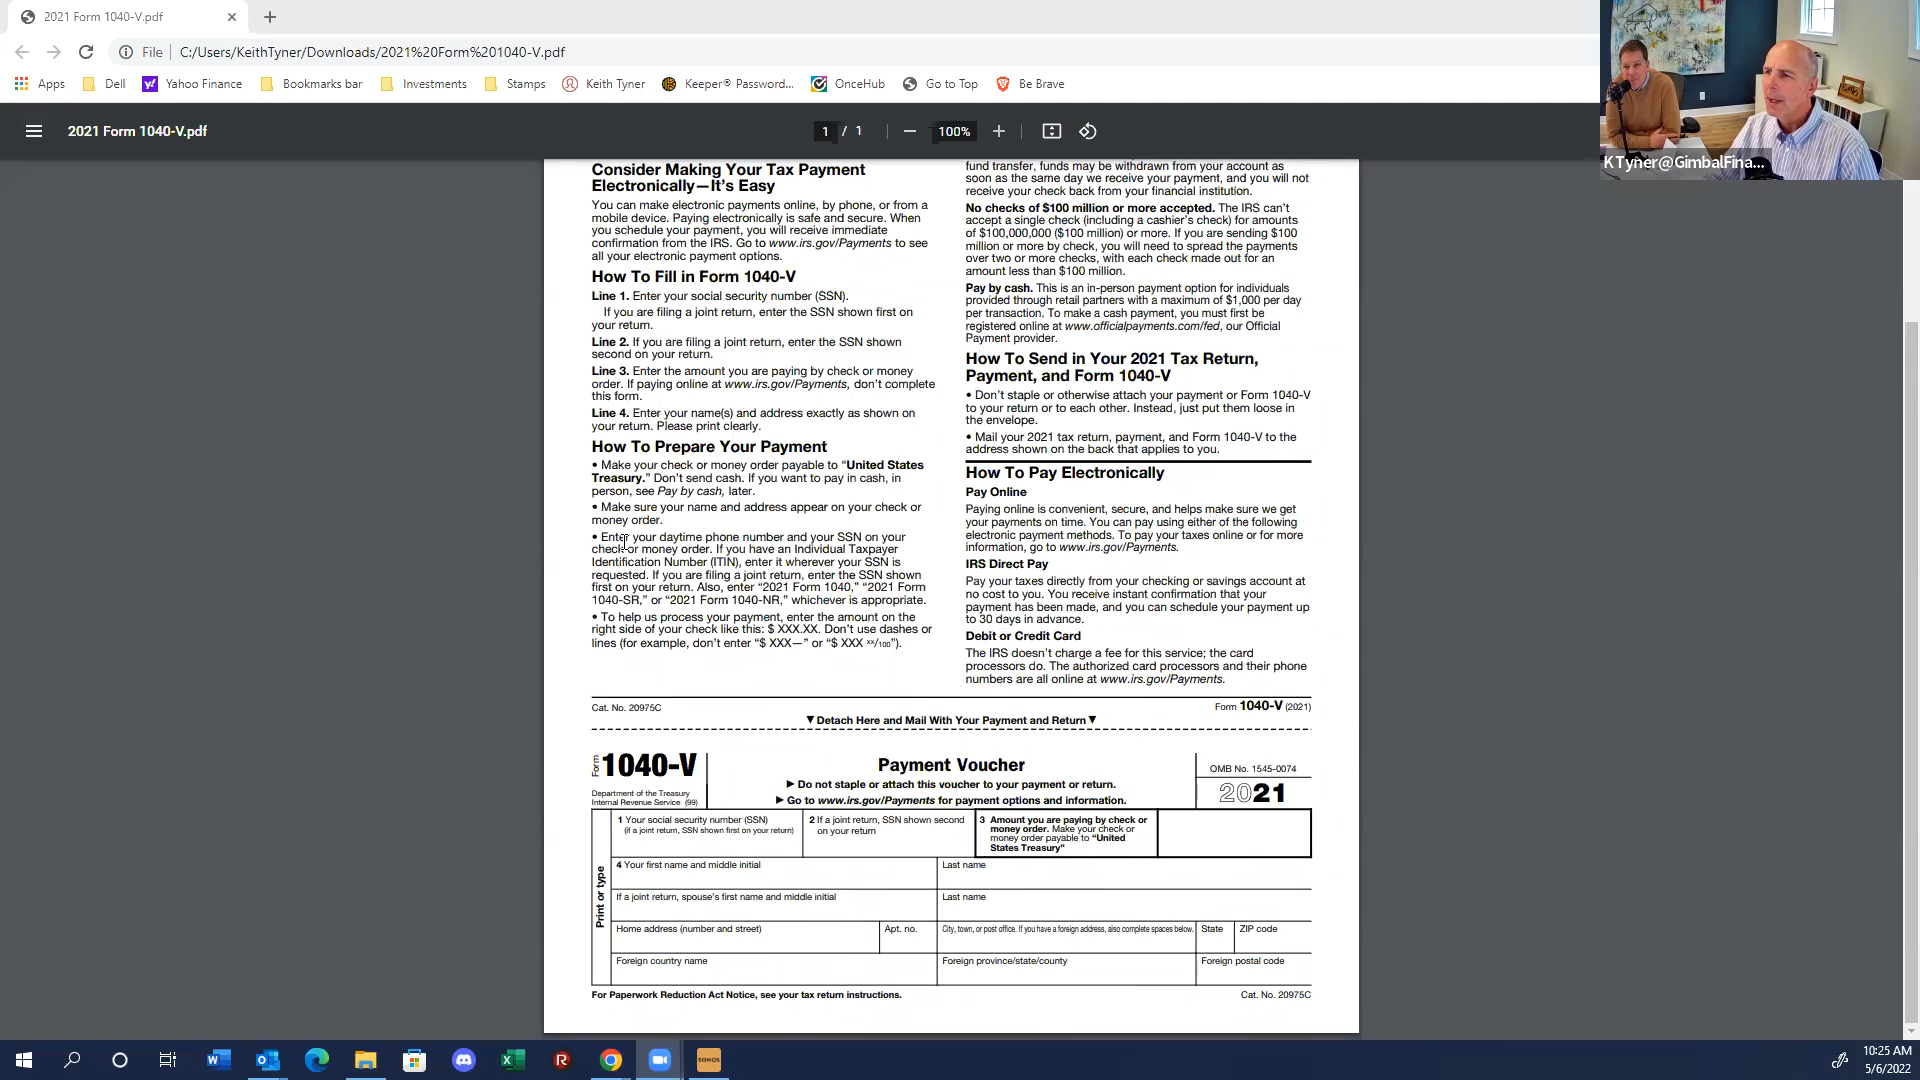 2021 Form 1040-V.pdf
File
C:/Users/KeithTyner/Downloads/2021%20Form%201040-V.pdf
Apps
Dell
Yahoo Finance
Bookmarks bar
Investments
Stamps
Keith Tyner
Keeper® Password...
OnceHub
Go to Top
Be Brave
KTyner@GimbalFina...
2021 Form 1040-V.pdf
1 / 1
100%
Consider Making Your Tax Payment
Electronically—It's Easy
You can make electronic payments online, by phone, or from a
mobile device. Paying electronically is safe and secure. When
you schedule your payment, you will receive immediate
confirmation from the IRS. Go to www.irs.gov/Payments to see
all your electronic payment options.
How To Fill in Form 1040-V
Line 1. Enter your social security number (SSN).
If you are filing a joint return, enter the SSN shown first on
your return.
Line 2. If you are filing a joint return, enter the SSN shown
second on your return.
Line 3. Enter the amount you are paying by check or money
order. If paying online at www.irs.gov/Payments, don't complete
this form.
Line 4. Enter your name(s) and address exactly as shown on
your return. Please print clearly.
How To Prepare Your Payment
• Make your check or money order payable to “United States
Treasury.” Don't send cash. If you want to pay in cash, in
person, see Pay by cash, later.
• Make sure your name and address appear on your check or
money order.
• Enter your daytime phone number and your SSN on your
check or money order. If you have an Individual Taxpayer
Identification Number (ITIN), enter it wherever your SSN is
requested. If you are filing a joint return, enter the SSN shown
first on your return. Also, enter “2021 Form 1040,” “2021 Form
1040-SR,” or “2021 Form 1040-NR,” whichever is appropriate.
• To help us process your payment, enter the amount on the
right side of your check like this: $ XXX.XX. Don't use dashes or
lines (for example, don't enter “$ XXX—” or “$ XXX xx/100”).
fund transfer, funds may be withdrawn from your account as
soon as the same day we receive your payment, and you will not
receive your check back from your financial institution.
No checks of $100 million or more accepted. The IRS can't
accept a single check (including a cashier's check) for amounts
of $100,000,000 ($100 million) or more. If you are sending $100
million or more by check, you will need to spread the payments
over two or more checks, with each check made out for an
amount less than $100 million.
Pay by cash. This is an in-person payment option for individuals
provided through retail partners with a maximum of $1,000 per day
per transaction. To make a cash payment, you must first be
registered online at www.officialpayments.com/fed, our Official
Payment provider.
How To Send in Your 2021 Tax Return,
Payment, and Form 1040-V
• Don't staple or otherwise attach your payment or Form 1040-V
to your return or to each other. Instead, just put them loose in
the envelope.
• Mail your 2021 tax return, payment, and Form 1040-V to the
address shown on the back that applies to you.
How To Pay Electronically
Pay Online
Paying online is convenient, secure, and helps make sure we get
your payments on time. You can pay using either of the following
electronic payment methods. To pay your taxes online or for more
information, go to www.irs.gov/Payments.
IRS Direct Pay
Pay your taxes directly from your checking or savings account at
no cost to you. You receive instant confirmation that your
payment has been made, and you can schedule your payment up
to 30 days in advance.
Debit or Credit Card
The IRS doesn't charge a fee for this service; the card
processors do. The authorized card processors and their phone
numbers are all online at www.irs.gov/Payments.
Cat. No. 20975C
Form 1040-V (2021)
▼ Detach Here and Mail With Your Payment and Return ▼
Form 1040-V
Department of the Treasury
Internal Revenue Service (99)
Payment Voucher
▶ Do not staple or attach this voucher to your payment or return.
▶ Go to www.irs.gov/Payments for payment options and information.
OMB No. 1545-0074
2021
Print or type
1 Your social security number (SSN)
(if a joint return, SSN shown first on your return)
2 If a joint return, SSN shown second
on your return
3 Amount you are paying by check or
money order. Make your check or
money order payable to “United
States Treasury”
4 Your first name and middle initial
Last name
If a joint return, spouse's first name and middle initial
Last name
Home address (number and street)
Apt. no.
City, town, or post office. If you have a foreign address, also complete spaces below.
State
ZIP code
Foreign country name
Foreign province/state/county
Foreign postal code
For Paperwork Reduction Act Notice, see your tax return instructions.
Cat. No. 20975C
SONOS
10:25 AM
5/6/2022